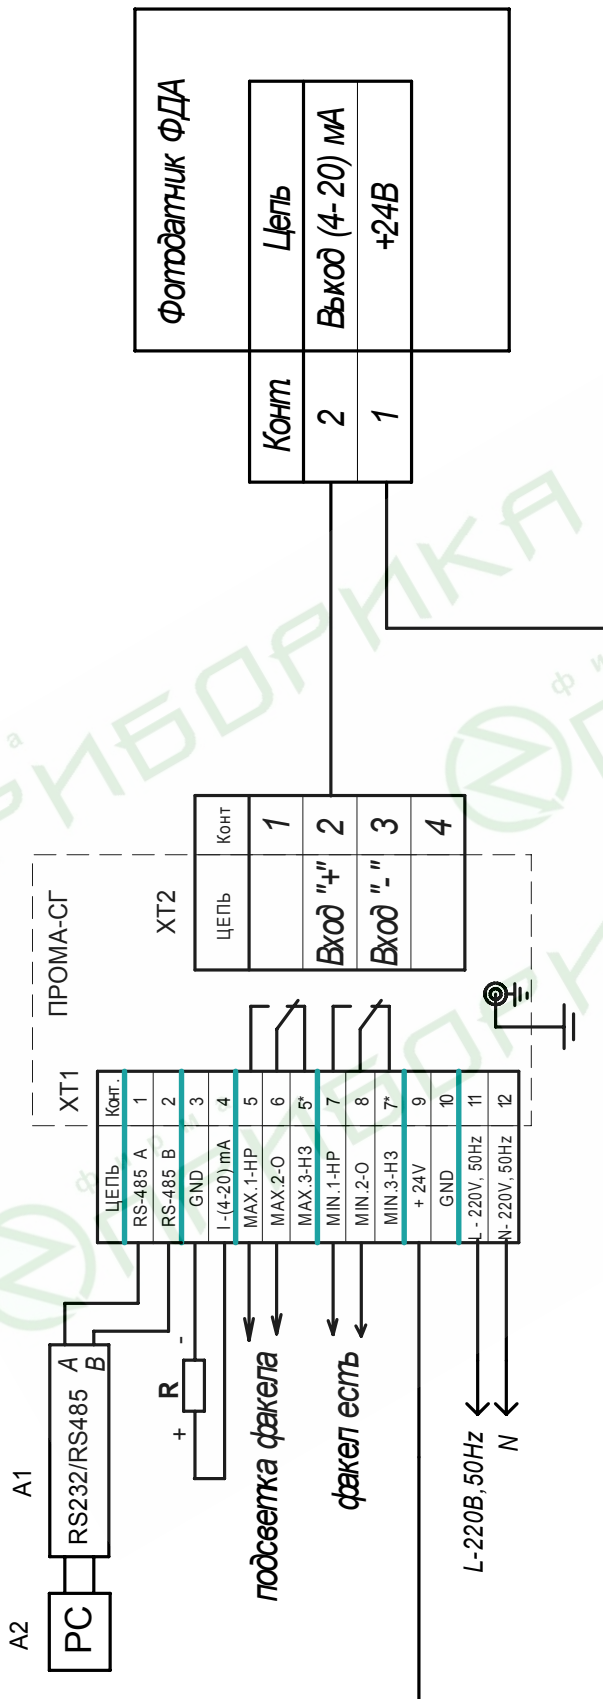 A2
PC
A1
RS232/RS485
A
B
+
R
-
подсветка факела
факел есть
L-220В, 50Hz
N
ПРОМА-СГ
XT1
ЦЕПЬ Конт.
RS-485 A 1
RS-485 B 2
GND 3
I-(4-20) mA 4
MAX.1-НР 5
MAX.2-О 6
MAX.3-НЗ 5*
MIN.1-НР 7
MIN.2-О 8
MIN.3-НЗ 7*
+ 24V 9
GND 10
L - 220V, 50Hz 11
N- 220V, 50Hz 12
XT2
ЦЕПЬ Конт
1
Вход "+" 2
Вход "-" 3
4
Фотодатчик ФДА
Конт. Цепь
2 Выход (4-20) мА
1 +24В
фирма
ПРИБОРИКА